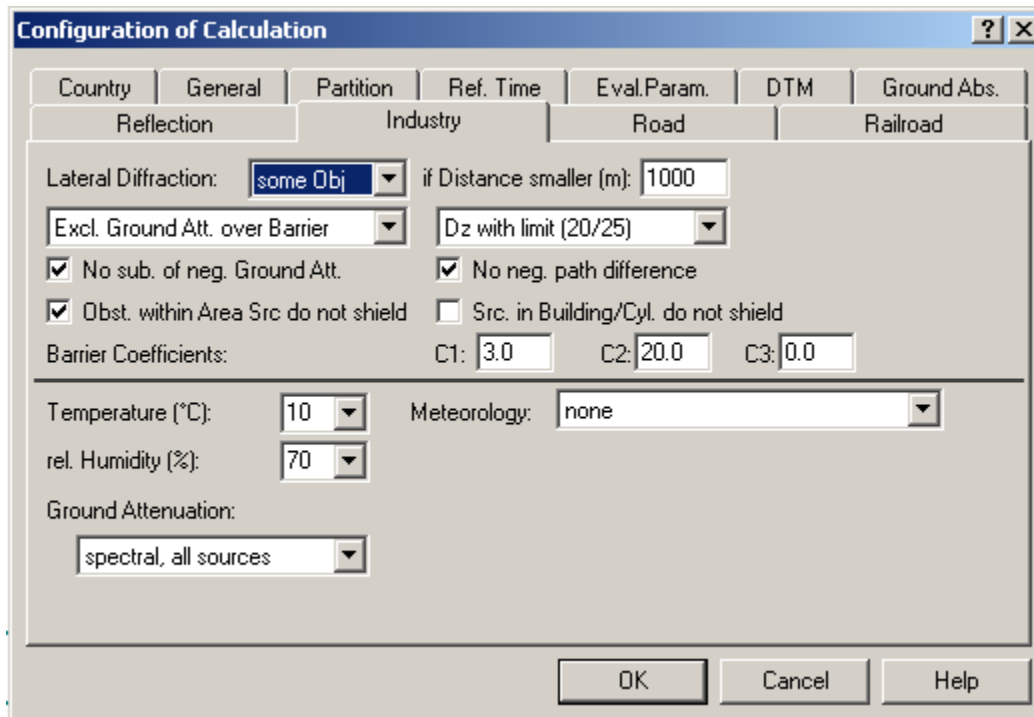 Configuration of Calculation
Country General Partition Ref. Time Eval.Param. DTM Ground Abs.
Reflection Industry Road Railroad
Lateral Diffraction: some Obj if Distance smaller (m): 1000
Excl. Ground Att. over Barrier Dz with limit (20/25)
No sub. of neg. Ground Att. No neg. path difference
Obst. within Area Src do not shield Src. in Building/Cyl. do not shield
Barrier Coefficients: C1: 3.0 C2: 20.0 C3: 0.0
Temperature (°C): 10 Meteorology: none
rel. Humidity (%): 70
Ground Attenuation:
spectral, all sources
OK Cancel Help